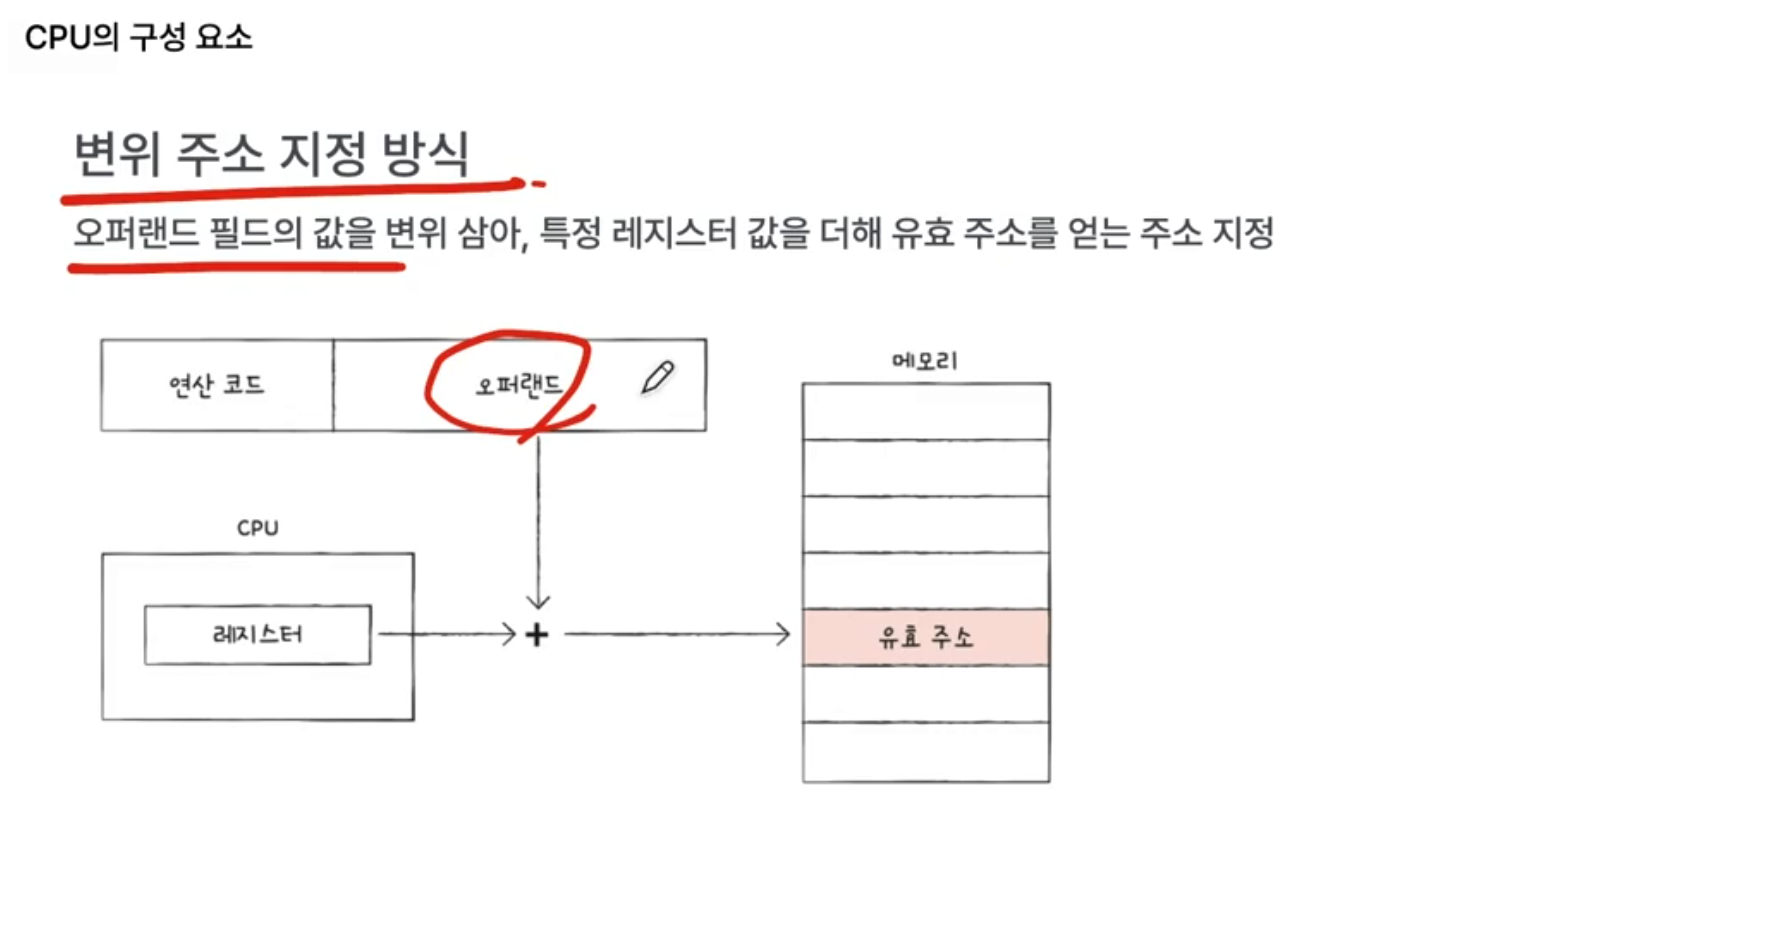 CPU의 구성 요소
변위 주소 지정 방식
오퍼랜드 필드의 값을 변위 삼아, 특정 레지스터 값을 더해 유효 주소를 얻는 주소 지정
연산 코드
오퍼랜드
메모리
CPU
레지스터
+
유효 주소